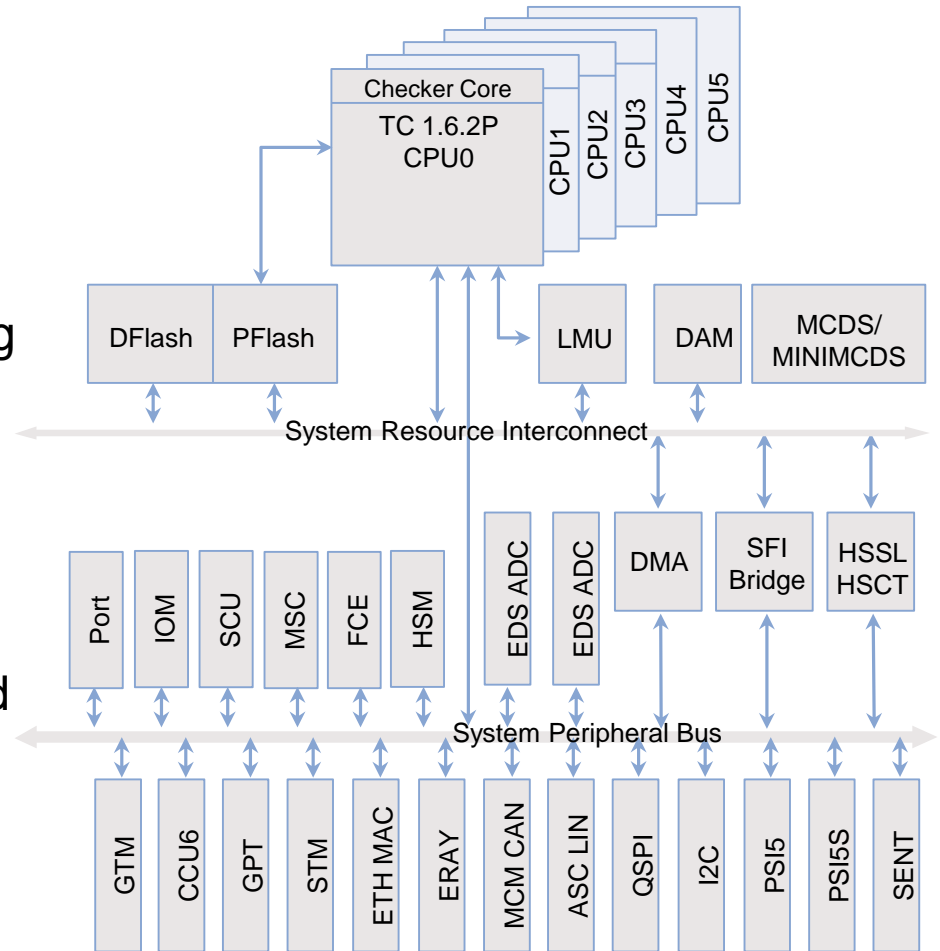 Checker Core
TC 1.6.2P
CPU0
CPU1
CPU2
CPU3
CPU4
CPU5
g
DFlash
PFlash
LMU
DAM
MCDS/
MINIMCDS
System Resource Interconnect
Port
IOM
SCU
MSC
FCE
HSM
EDS ADC
EDS ADC
DMA
SFI
Bridge
HSSL
HSCT
d
System Peripheral Bus
GTM
CCU6
GPT
STM
ETH MAC
ERAY
MCM CAN
ASC LIN
QSPI
I2C
PSI5
PSI5S
SENT